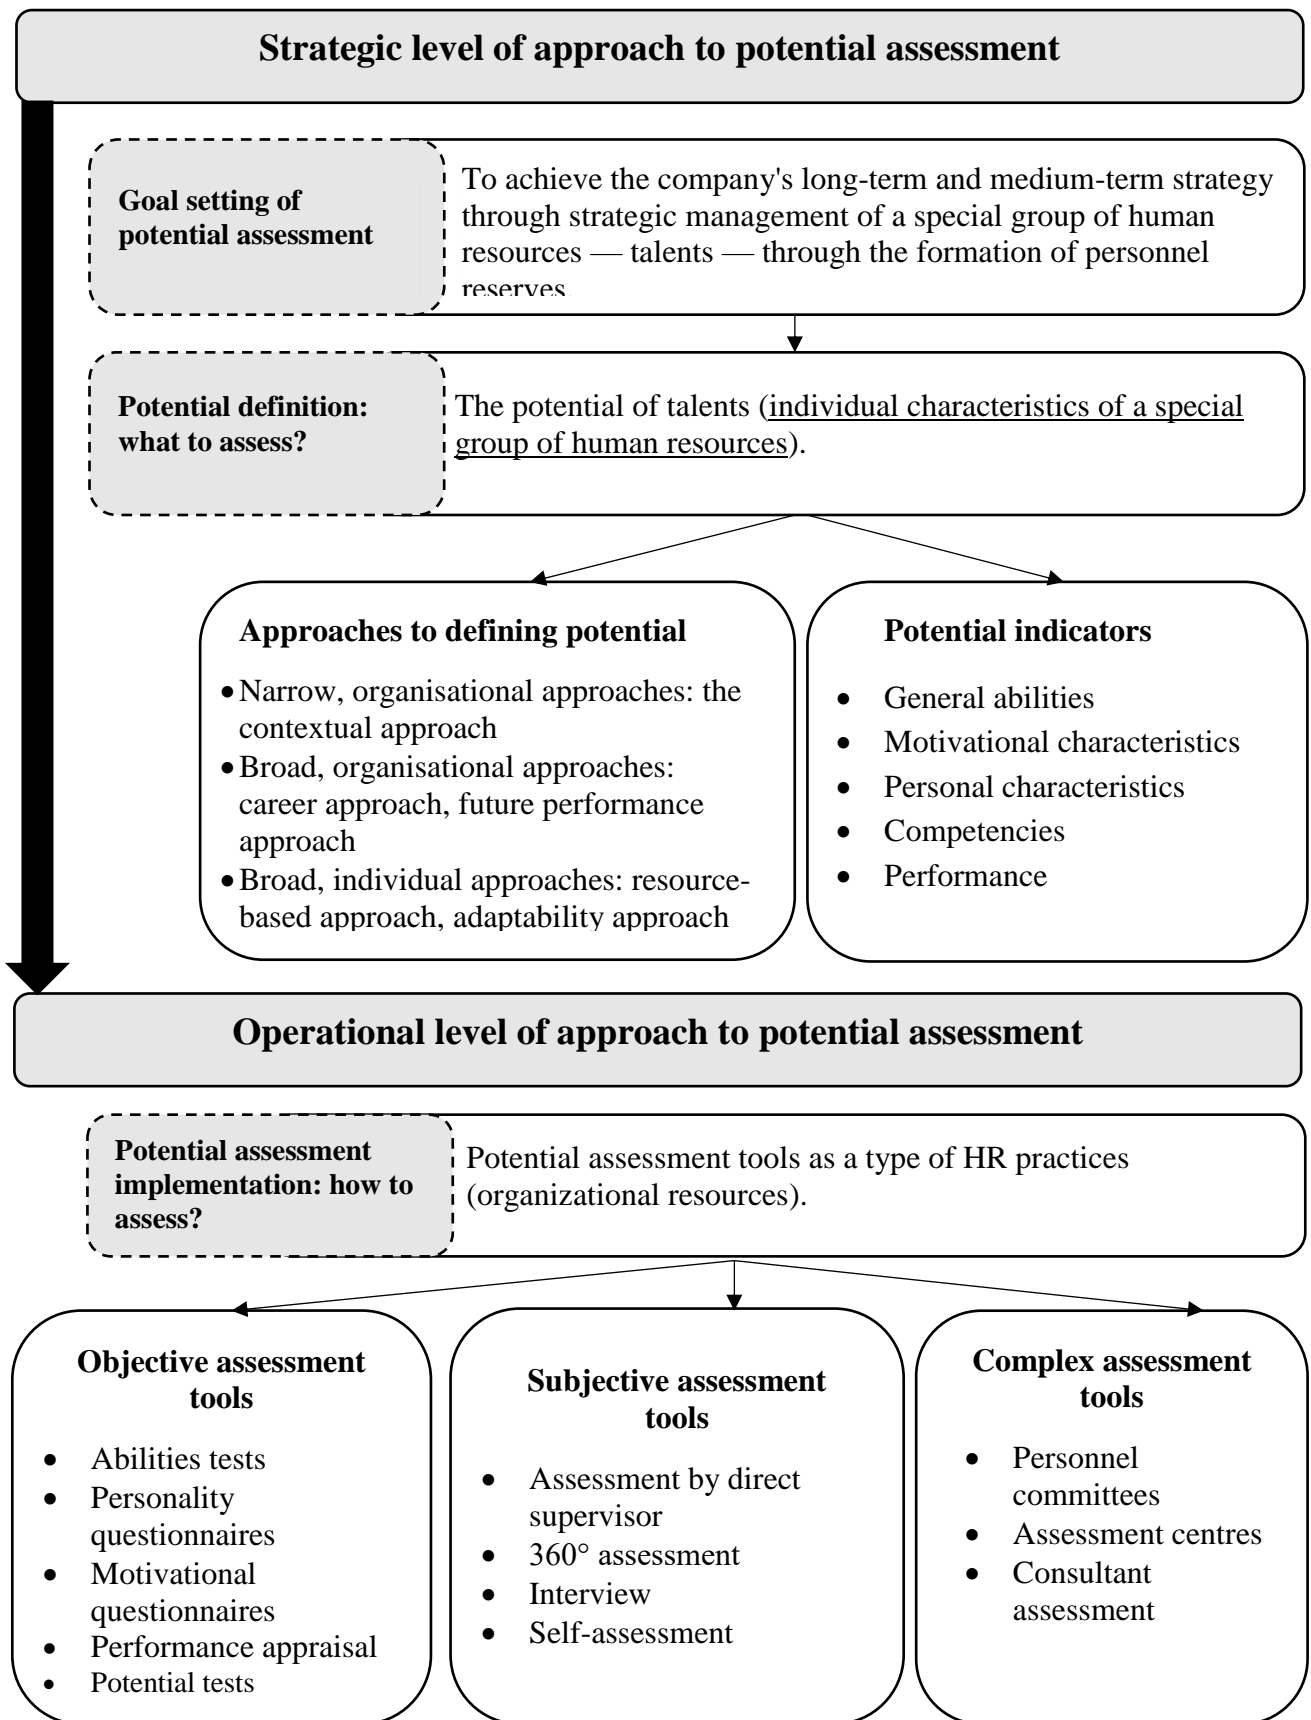 Strategic level of approach to potential assessment
Goal setting of
potential assessment
To achieve the company's long-term and medium-term strategy
through strategic management of a special group of human
resources — talents — through the formation of personnel
reserves.
Potential definition:
what to assess?
The potential of talents (individual characteristics of a special
group of human resources).
Approaches to defining potential
• Narrow, organisational approaches: the
contextual approach
• Broad, organisational approaches:
career approach, future performance
approach
• Broad, individual approaches: resource-
based approach, adaptability approach
Potential indicators
• General abilities
• Motivational characteristics
• Personal characteristics
• Competencies
• Performance
Operational level of approach to potential assessment
Potential assessment
implementation: how to
assess?
Potential assessment tools as a type of HR practices
(organizational resources).
Objective assessment
tools
• Abilities tests
• Personality
questionnaires
• Motivational
questionnaires
• Performance appraisal
• Potential tests
Subjective assessment
tools
• Assessment by direct
supervisor
• 360° assessment
• Interview
• Self-assessment
Complex assessment
tools
• Personnel
committees
• Assessment centres
• Consultant
assessment